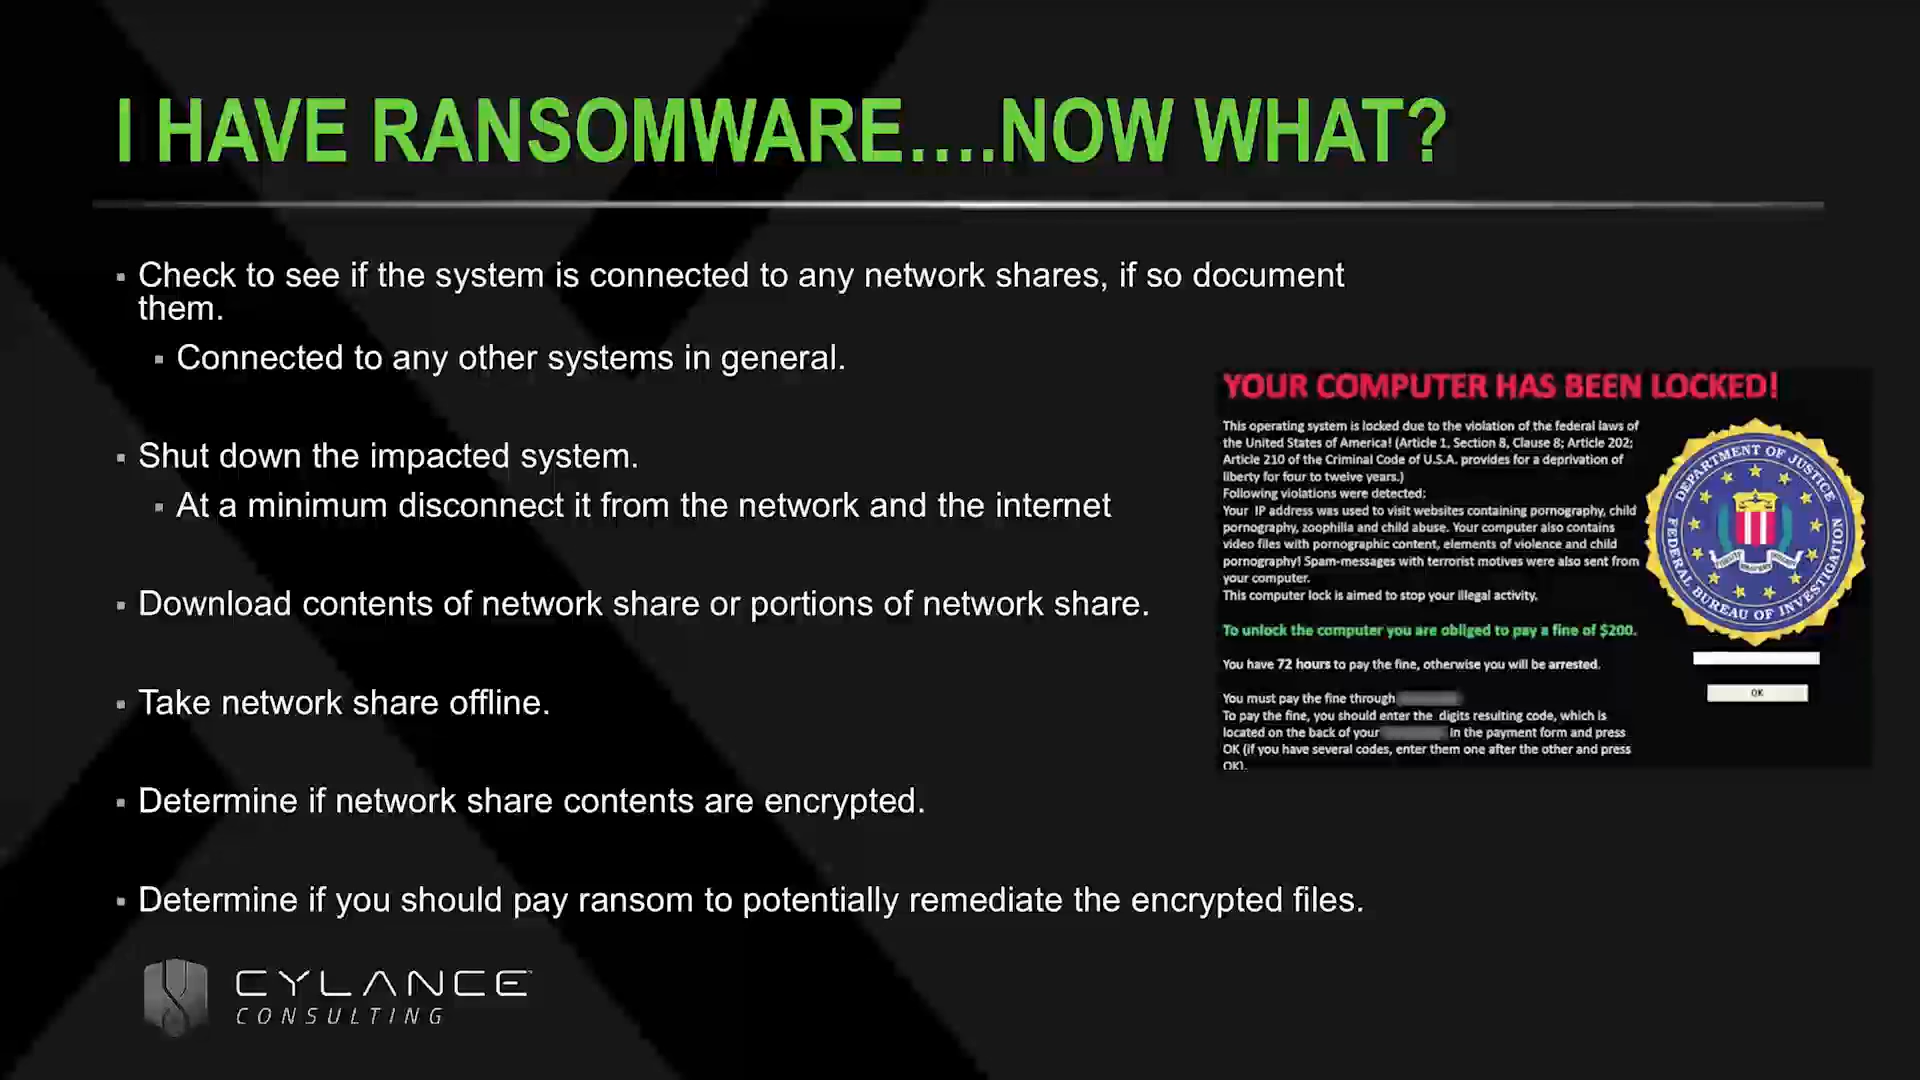 I HAVE RANSOMWARE....NOW WHAT?
▪ Check to see if the system is connected to any network shares, if so document
them.
▪ Connected to any other systems in general.
▪ Shut down the impacted system.
▪ At a minimum disconnect it from the network and the internet
▪ Download contents of network share or portions of network share.
▪ Take network share offline.
▪ Determine if network share contents are encrypted.
▪ Determine if you should pay ransom to potentially remediate the encrypted files.
YOUR COMPUTER HAS BEEN LOCKED!
This operating system is locked due to the violation of the federal laws of
the United States of America! (Article 1, Section 8, Clause 8; Article 202;
Article 210 of the Criminal Code of U.S.A. provides for a deprivation of
liberty for four to twelve years.)
Following violations were detected:
Your IP address was used to visit websites containing pornography, child
pornography, zoophilia and child abuse. Your computer also contains
video files with pornographic content, elements of violence and child
pornography! Spam-messages with terrorist motives were also sent from
your computer.
This computer lock is aimed to stop your illegal activity.
To unlock the computer you are obliged to pay a fine of $200.
You have 72 hours to pay the fine, otherwise you will be arrested.
You must pay the fine through
To pay the fine, you should enter the digits resulting code, which is
located on the back of your in the payment form and press
OK (if you have several codes, enter them one after the other and press
OK).
DEPARTMENT OF JUSTICE
FEDERAL BUREAU OF INVESTIGATION
OK
CYLANCE
CONSULTING